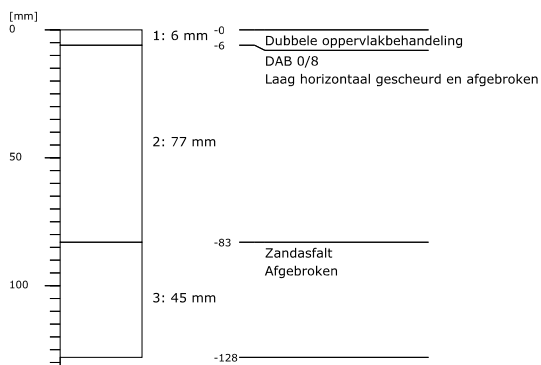 [mm]
0
1: 6 mm
-0
Dubbele oppervlakbehandeling
-6
DAB 0/8
Laag horizontaal gescheurd en afgebroken
2: 77 mm
50
-83
Zandasfalt
Afgebroken
100
3: 45 mm
-128